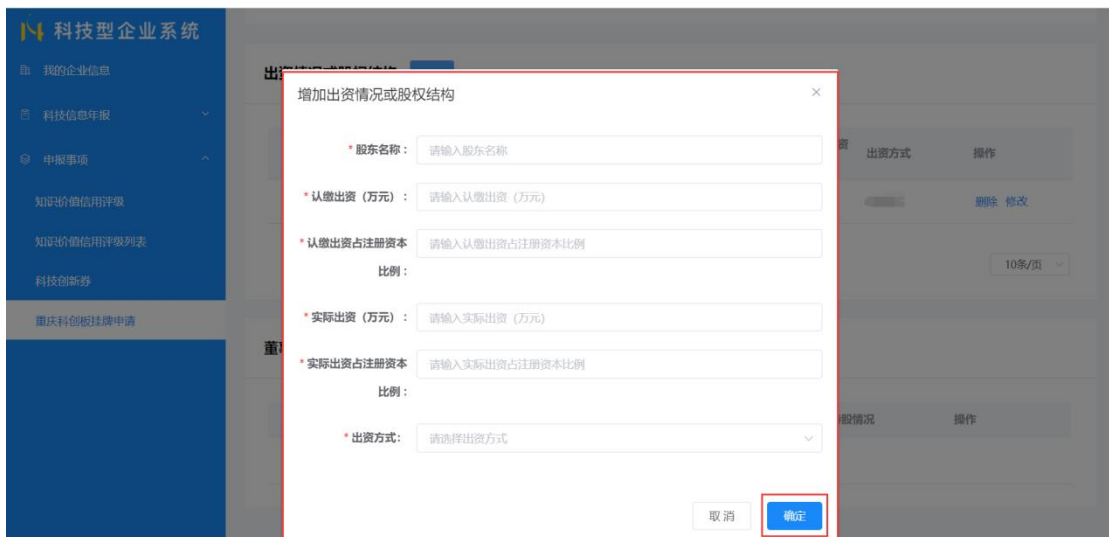 科技型企业系统
我的企业信息
科技信息年报
申报事项
知识价值信用评级
知识价值信用评级列表
科技创新券
重庆科创板挂牌申请
增加出资情况或股权结构
* 股东名称： 请输入股东名称
* 认缴出资（万元）： 请输入认缴出资（万元）
* 认缴出资占注册资本比例： 请输入认缴出资占注册资本比例
* 实际出资（万元）： 请输入实际出资（万元）
* 实际出资占注册资本比例： 请输入实际出资占注册资本比例
* 出资方式： 请选择出资方式
取消 确定
资 出资方式 操作
删除 修改
10条/页
股情况 操作